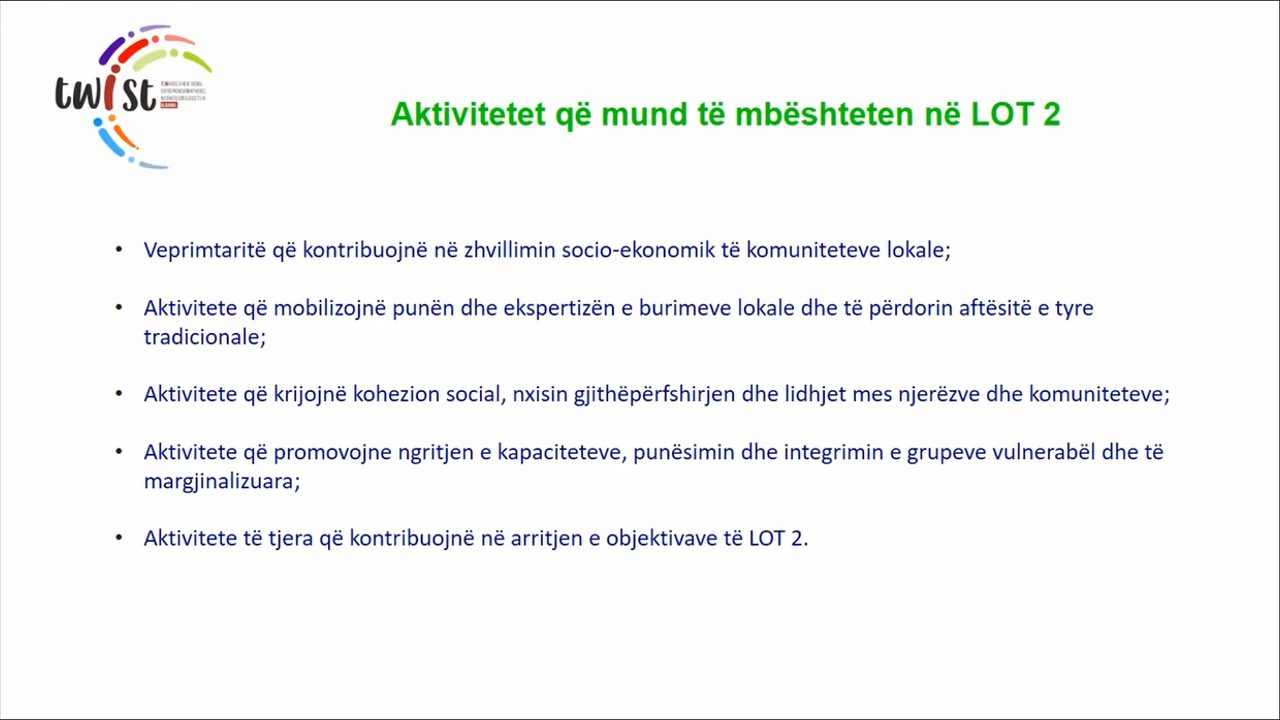 twist
Aktivitetet që mund të mbështeten në LOT 2
• Veprimtaritë që kontribuojnë në zhvillimin socio-ekonomik të komuniteteve lokale;
• Aktivitete që mobilizojnë punën dhe ekspertizën e burimeve lokale dhe të përdorin aftësitë e tyre
tradicionale;
• Aktivitete që krijojnë kohezion social, nxisin gjithëpërfshirjen dhe lidhjet mes njerëzve dhe komuniteteve;
• Aktivitete që promovojne ngritjen e kapaciteteve, punësimin dhe integrimin e grupeve vulnerabël dhe të
margjinalizuara;
• Aktivitete të tjera që kontribuojnë në arritjen e objektivave të LOT 2.